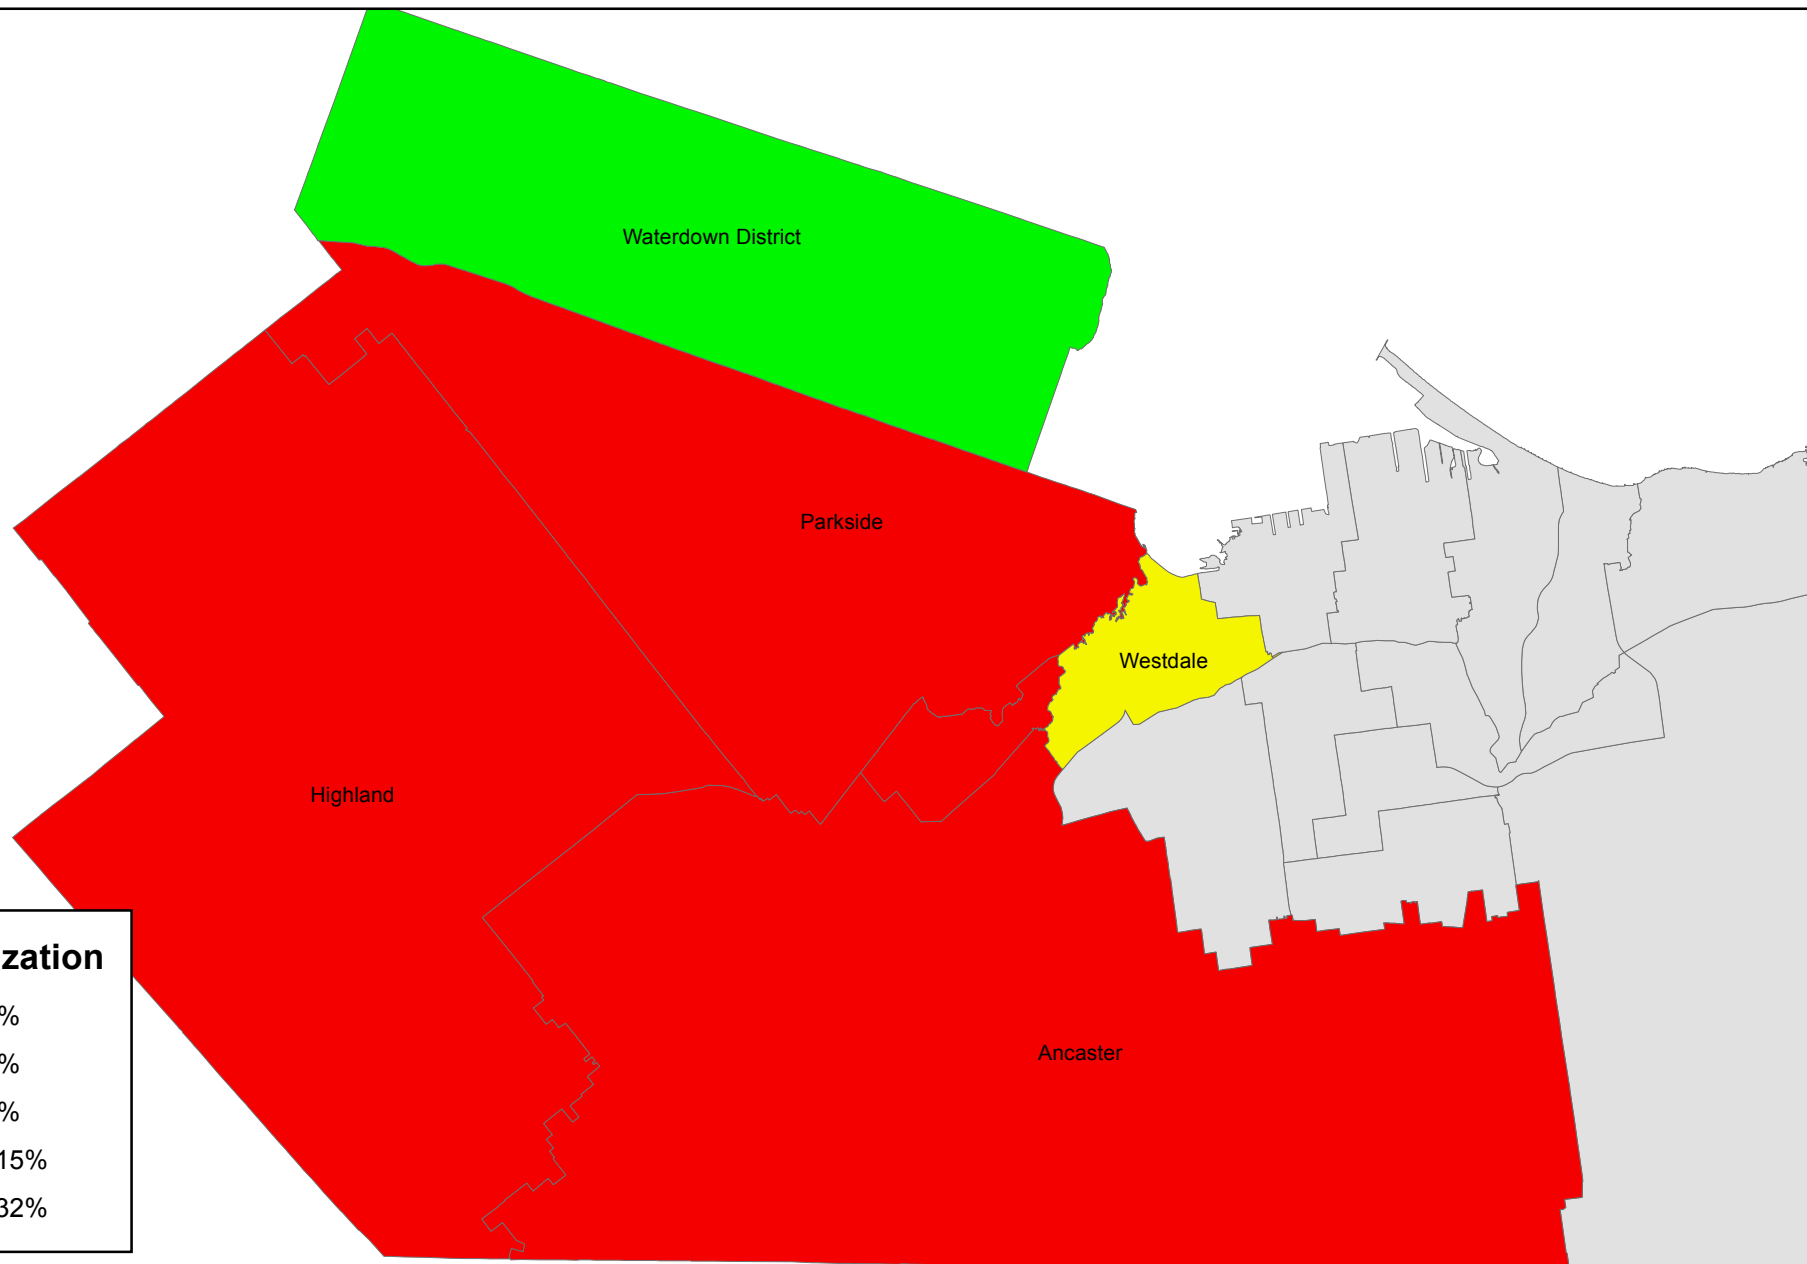 Waterdown District
Parkside
Westdale
Highland
Ancaster
zation
%
%
%
15%
32%